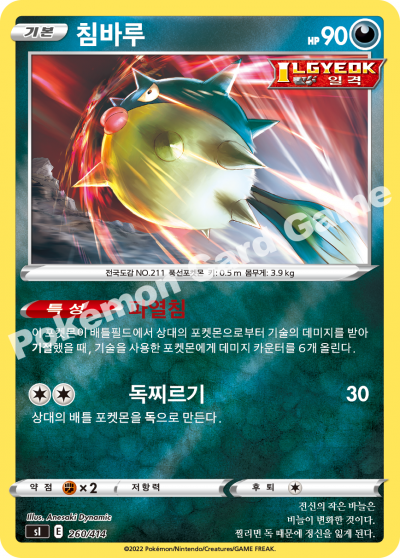 기본 침바루 HP 90
ILGYEOK
일격
전국도감 NO.211 풍선포켓몬 키: 0.5 m 몸무게: 3.9 kg
특성 파열침
이 포켓몬이 배틀필드에서 상대의 포켓몬으로부터 기술의 데미지를 받아
기절했을 때, 기술을 사용한 포켓몬에게 데미지 카운터를 6개 올린다.
독찌르기 30
상대의 배틀 포켓몬을 독으로 만든다.
약점 ×2 저항력 후퇴
Illus. Anesaki Dynamic
sI E 260/414
전신의 작은 바늘은
비늘이 변화한 것이다.
찔리면 독 때문에 정신을 잃게 된다.
©2022 Pokémon/Nintendo/Creatures/GAME FREAK.
Pokémon Card Game